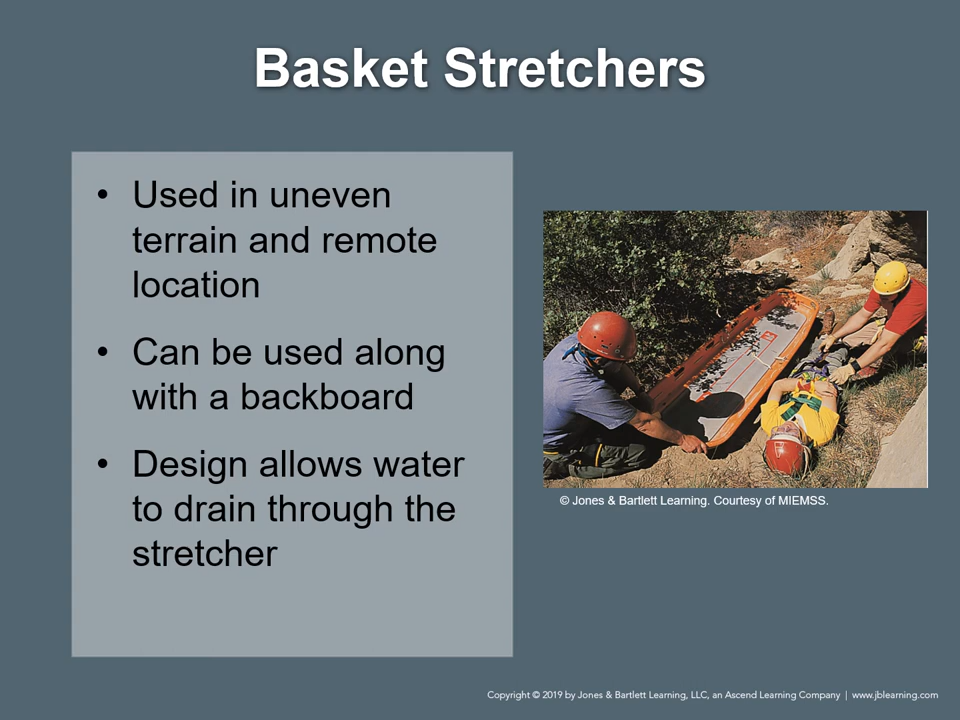 Basket Stretchers
• Used in uneven
terrain and remote
location
• Can be used along
with a backboard
• Design allows water
to drain through the
stretcher
© Jones & Bartlett Learning. Courtesy of MIEMSS.
Copyright © 2019 by Jones & Bartlett Learning, LLC, an Ascend Learning Company | www.jblearning.com